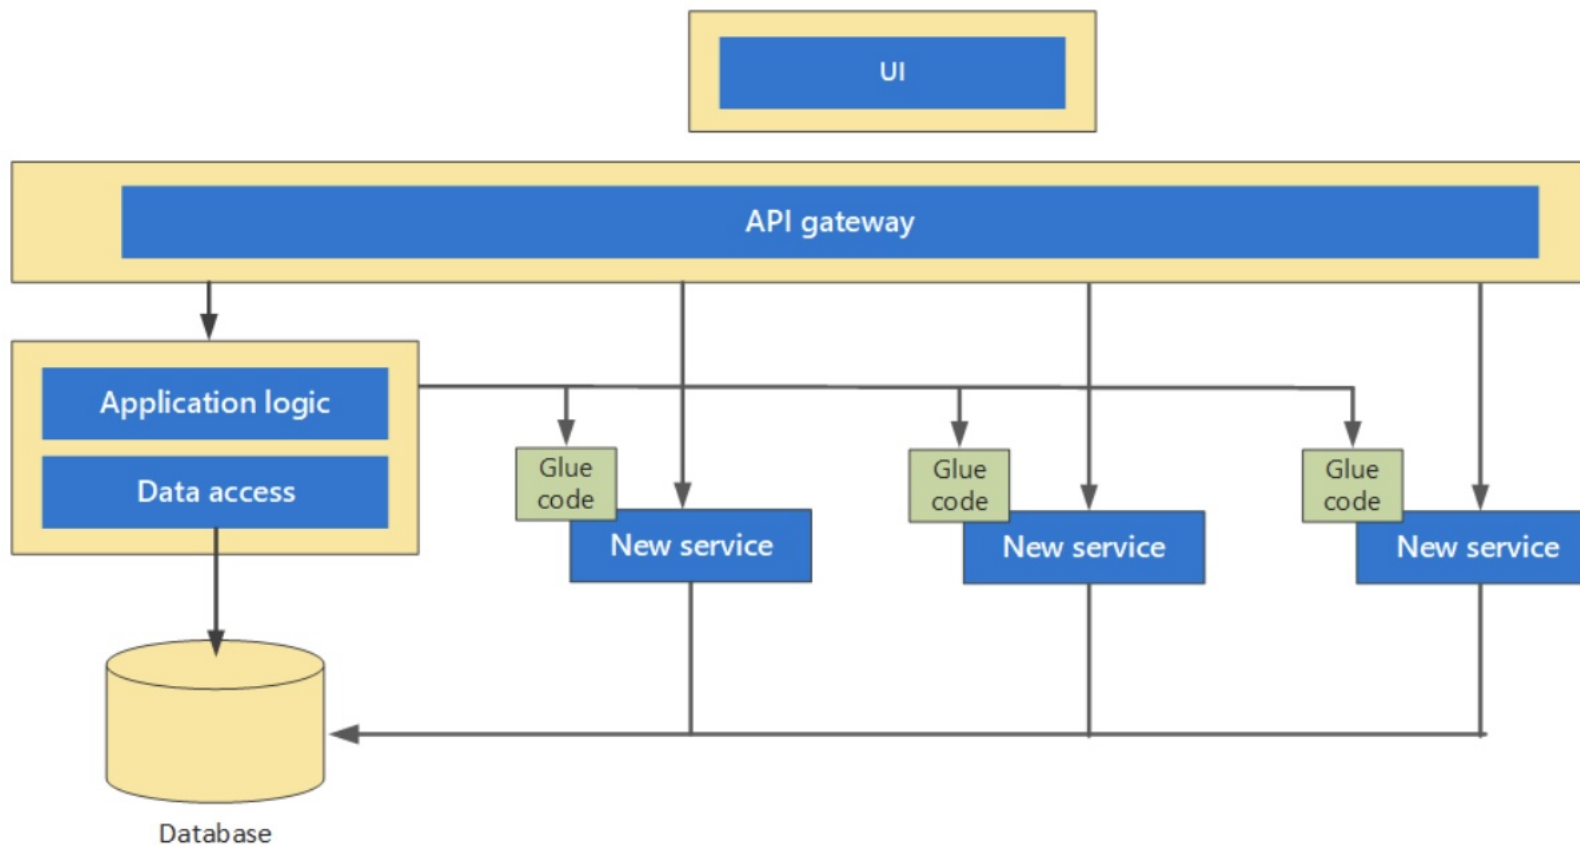 UI
API gateway
Application logic
Data access
Glue
code
New service
Glue
code
New service
Glue
code
New service
Database